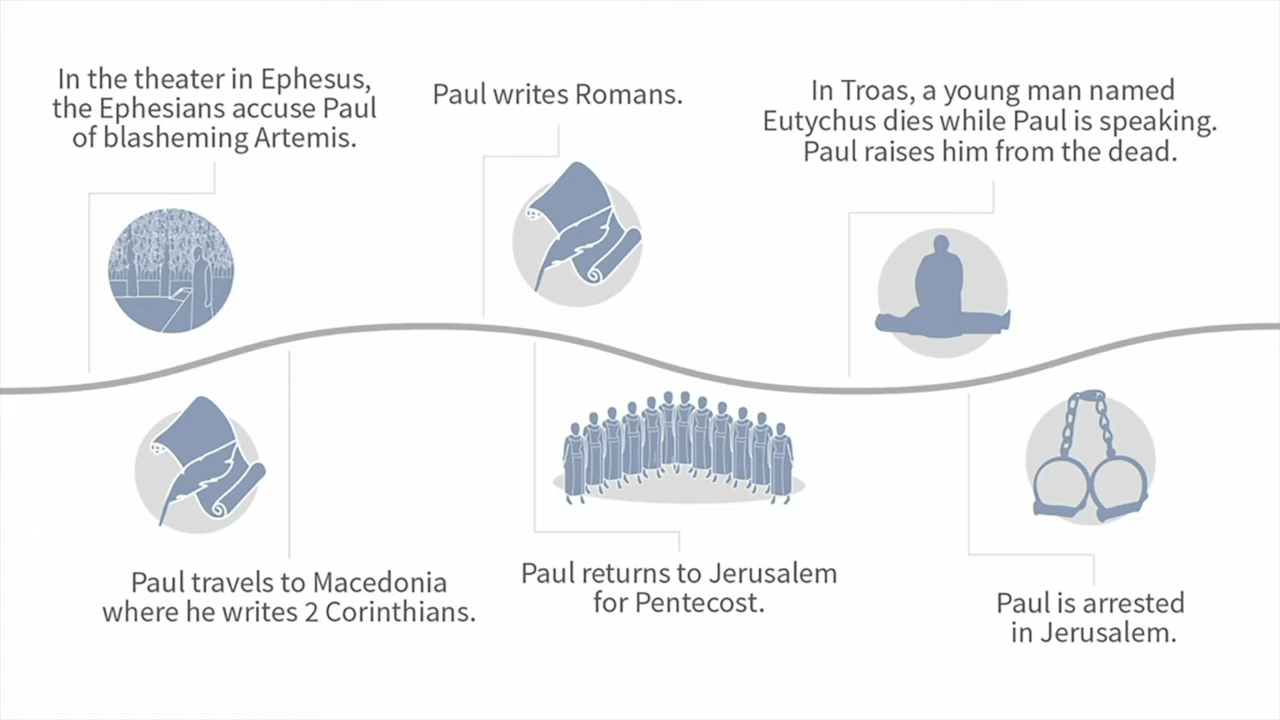 In the theater in Ephesus,
the Ephesians accuse Paul
of blasheming Artemis.
Paul travels to Macedonia
where he writes 2 Corinthians.
Paul writes Romans.
Paul returns to Jerusalem
for Pentecost.
In Troas, a young man named
Eutychus dies while Paul is speaking.
Paul raises him from the dead.
Paul is arrested
in Jerusalem.